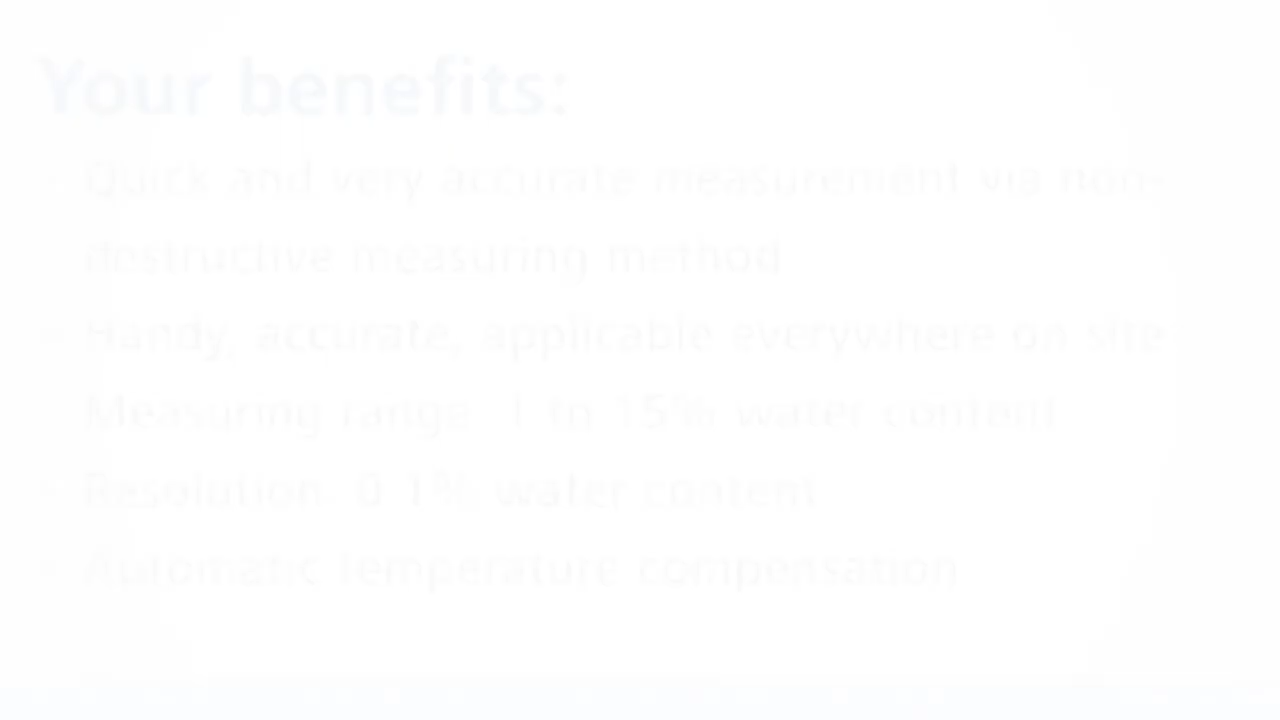 Your benefits:
Quick and very accurate measurement via non-
destructive measuring method
Handy, accurate, applicable everywhere on site
Measuring range 1 to 15% water content
Resolution 0.1% water content
Automatic temperature compensation